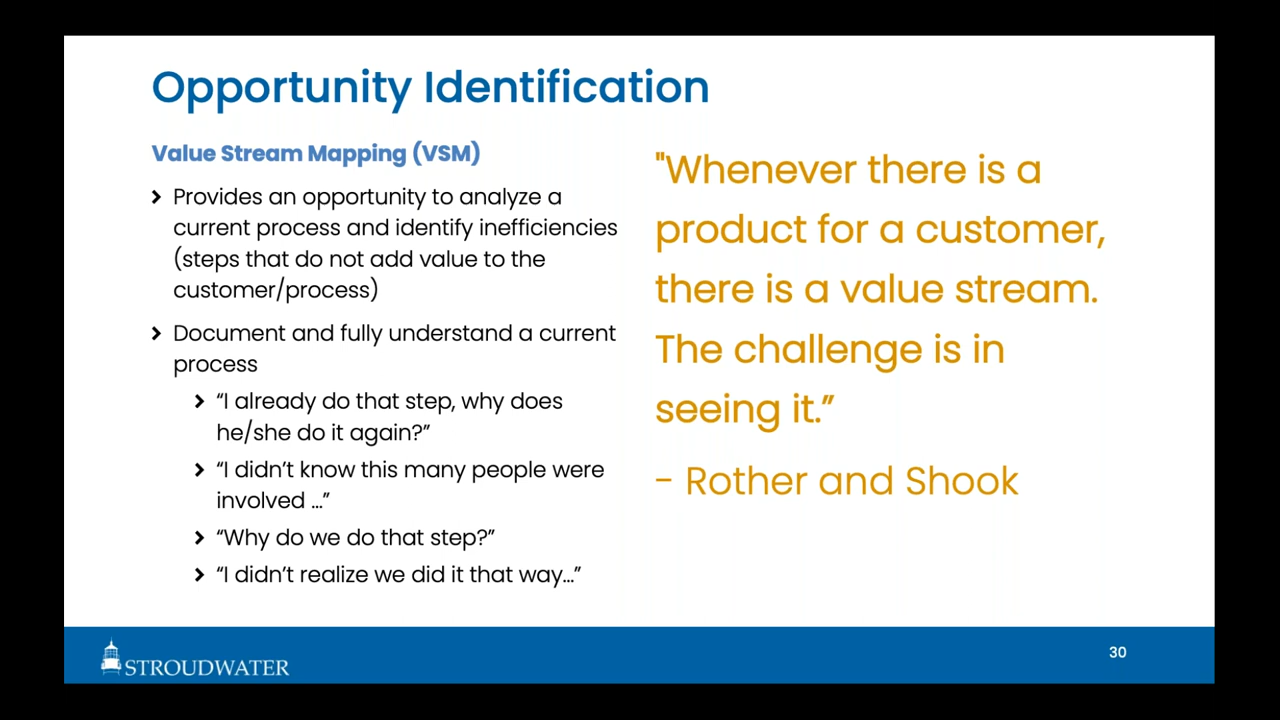 Opportunity Identification
Value Stream Mapping (VSM)
Provides an opportunity to analyze a
current process and identify inefficiencies
(steps that do not add value to the
customer/process)
Document and fully understand a current
process
“I already do that step, why does
he/she do it again?”
“I didn’t know this many people were
involved …”
“Why do we do that step?”
“I didn’t realize we did it that way…”
"Whenever there is a
product for a customer,
there is a value stream.
The challenge is in
seeing it.”
- Rother and Shook
STROUDWATER
30